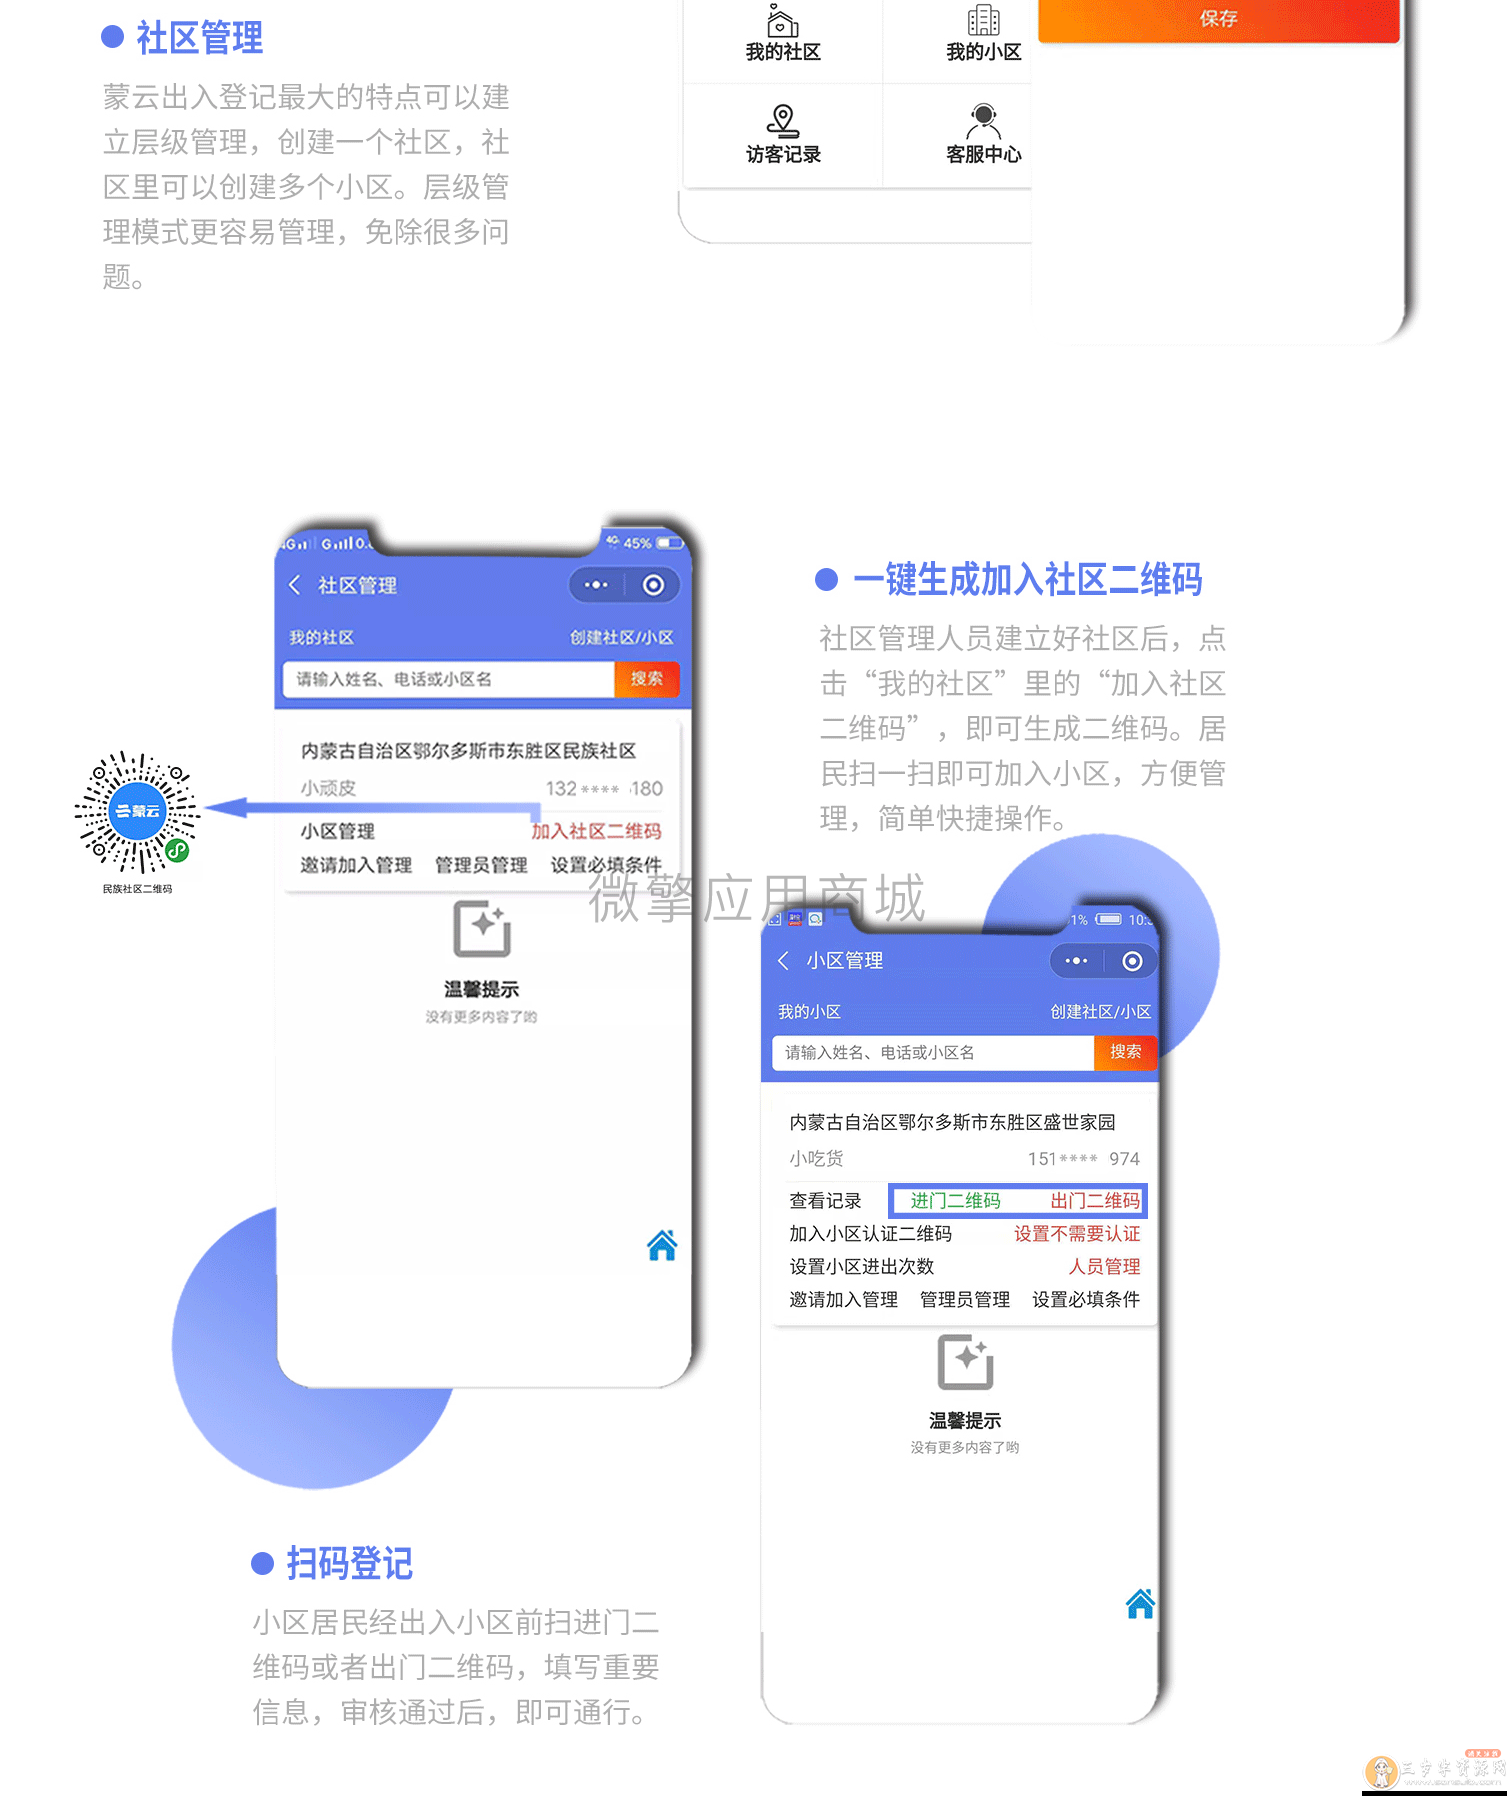 保存
社区管理
我的社区
我的小区
蒙云出入登记最大的特点可以建
立层级管理，创建一个社区，社
区里可以创建多个小区。层级管
理模式更容易管理，免除很多问
题。
访客记录
客服中心
4G 45%
社区管理
我的社区
创建社区/小区
请输入姓名、电话或小区名
搜索
内蒙古自治区鄂尔多斯市东胜区民族社区
小顽皮
132 **** 180
小区管理
加入社区二维码
邀请加入管理
管理员管理
设置必填条件
温馨提示
没有更多内容了哟
蒙云
民族社区二维码
一键生成加入社区二维码
社区管理人员建立好社区后，点
击“我的社区”里的“加入社区
二维码”，即可生成二维码。居
民扫一扫即可加入小区，方便管
理，简单快捷操作。
微擎应用商城
小区管理
我的小区
创建社区/小区
请输入姓名、电话或小区名
搜索
内蒙古自治区鄂尔多斯市东胜区盛世家园
小吃货
151**** 974
查看记录
进门二维码
出门二维码
加入小区认证二维码
设置不需要认证
设置小区进出次数
人员管理
邀请加入管理
管理员管理
设置必填条件
温馨提示
没有更多内容了哟
扫码登记
小区居民经出入小区前扫进门二
维码或者出门二维码，填写重要
信息，审核通过后，即可通行。